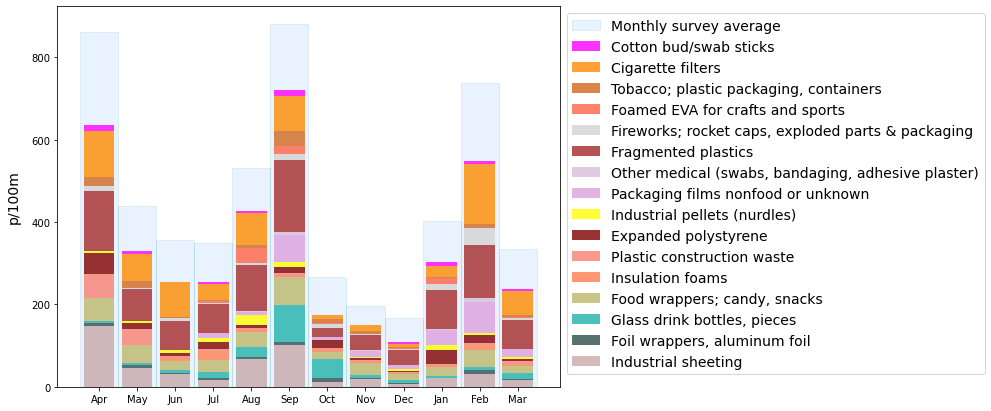 p/100m
800
600
400
200
0
Apr May Jun Jul Aug Sep Oct Nov Dec Jan Feb Mar
Monthly survey average
Cotton bud/swab sticks
Cigarette filters
Tobacco; plastic packaging, containers
Foamed EVA for crafts and sports
Fireworks; rocket caps, exploded parts & packaging
Fragmented plastics
Other medical (swabs, bandaging, adhesive plaster)
Packaging films nonfood or unknown
Industrial pellets (nurdles)
Expanded polystyrene
Plastic construction waste
Insulation foams
Food wrappers; candy, snacks
Glass drink bottles, pieces
Foil wrappers, aluminum foil
Industrial sheeting